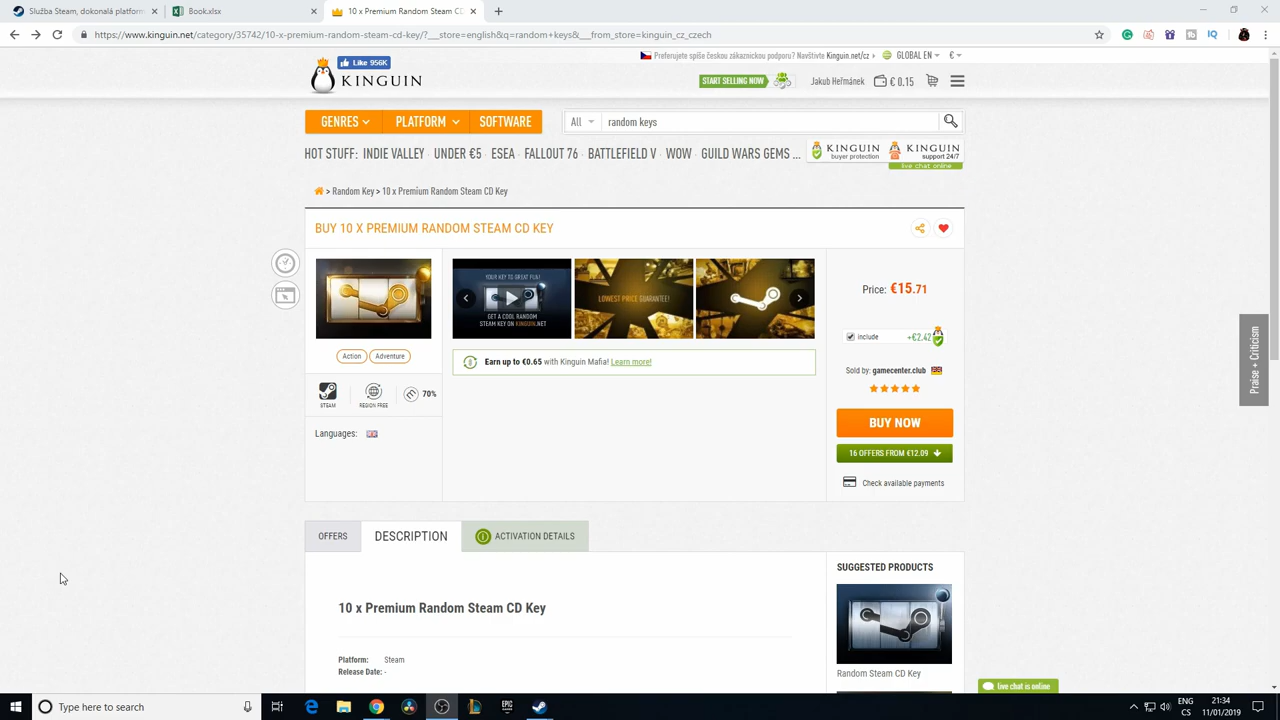 Služba Steam, dokonalá platform
Book.xlsx
10 x Premium Random Steam CD
https://www.kinguin.net/category/35742/10-x-premium-random-steam-cd-key/?___store=english&q=random+keys&___from_store=kinguin_cz_czech
Like 956K
Preferujete spíše českou zákaznickou podporu? Navštivte Kinguin.net/cz ›
GLOBAL EN
€
KINGUIN
START SELLING NOW
Jakub Heřmánek
€ 0.15
GENRES
PLATFORM
SOFTWARE
All
random keys
HOT STUFF: INDIE VALLEY · UNDER €5 · ESEA · FALLOUT 76 · BATTLEFIELD V · WOW · GUILD WARS GEMS ...
KINGUIN
buyer protection
KINGUIN
support 24/7
live chat online
> Random Key > 10 x Premium Random Steam CD Key
BUY 10 X PREMIUM RANDOM STEAM CD KEY
YOUR KEY TO GREAT FUN!
GET A COOL RANDOM
STEAM KEY ON KINGUIN.NET
LOWEST PRICE GUARANTEE!
Price: €15.71
include
+€2.42
Action
Adventure
Earn up to €0.65 with Kinguin Mafia! Learn more!
Sold by: gamecenter.club
STEAM
REGION FREE
70%
BUY NOW
16 OFFERS FROM €12.09
Languages:
Check available payments
Praise + Criticism
OFFERS
DESCRIPTION
ACTIVATION DETAILS
SUGGESTED PRODUCTS
10 x Premium Random Steam CD Key
Platform: Steam
Release Date: -
Random Steam CD Key
live chat is online
Type here to search
EPIC
GAMES
ENG
CS
21:34
11/01/2019